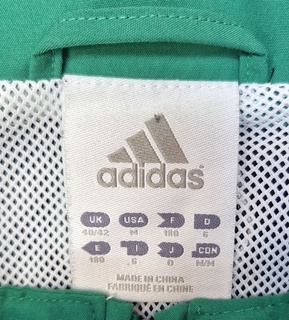 adidas
UK USA F D
40/42 M 180 6
E I J CDN
180 6 O M/M
MADE IN CHINA
FABRIQUÉ EN CHINE